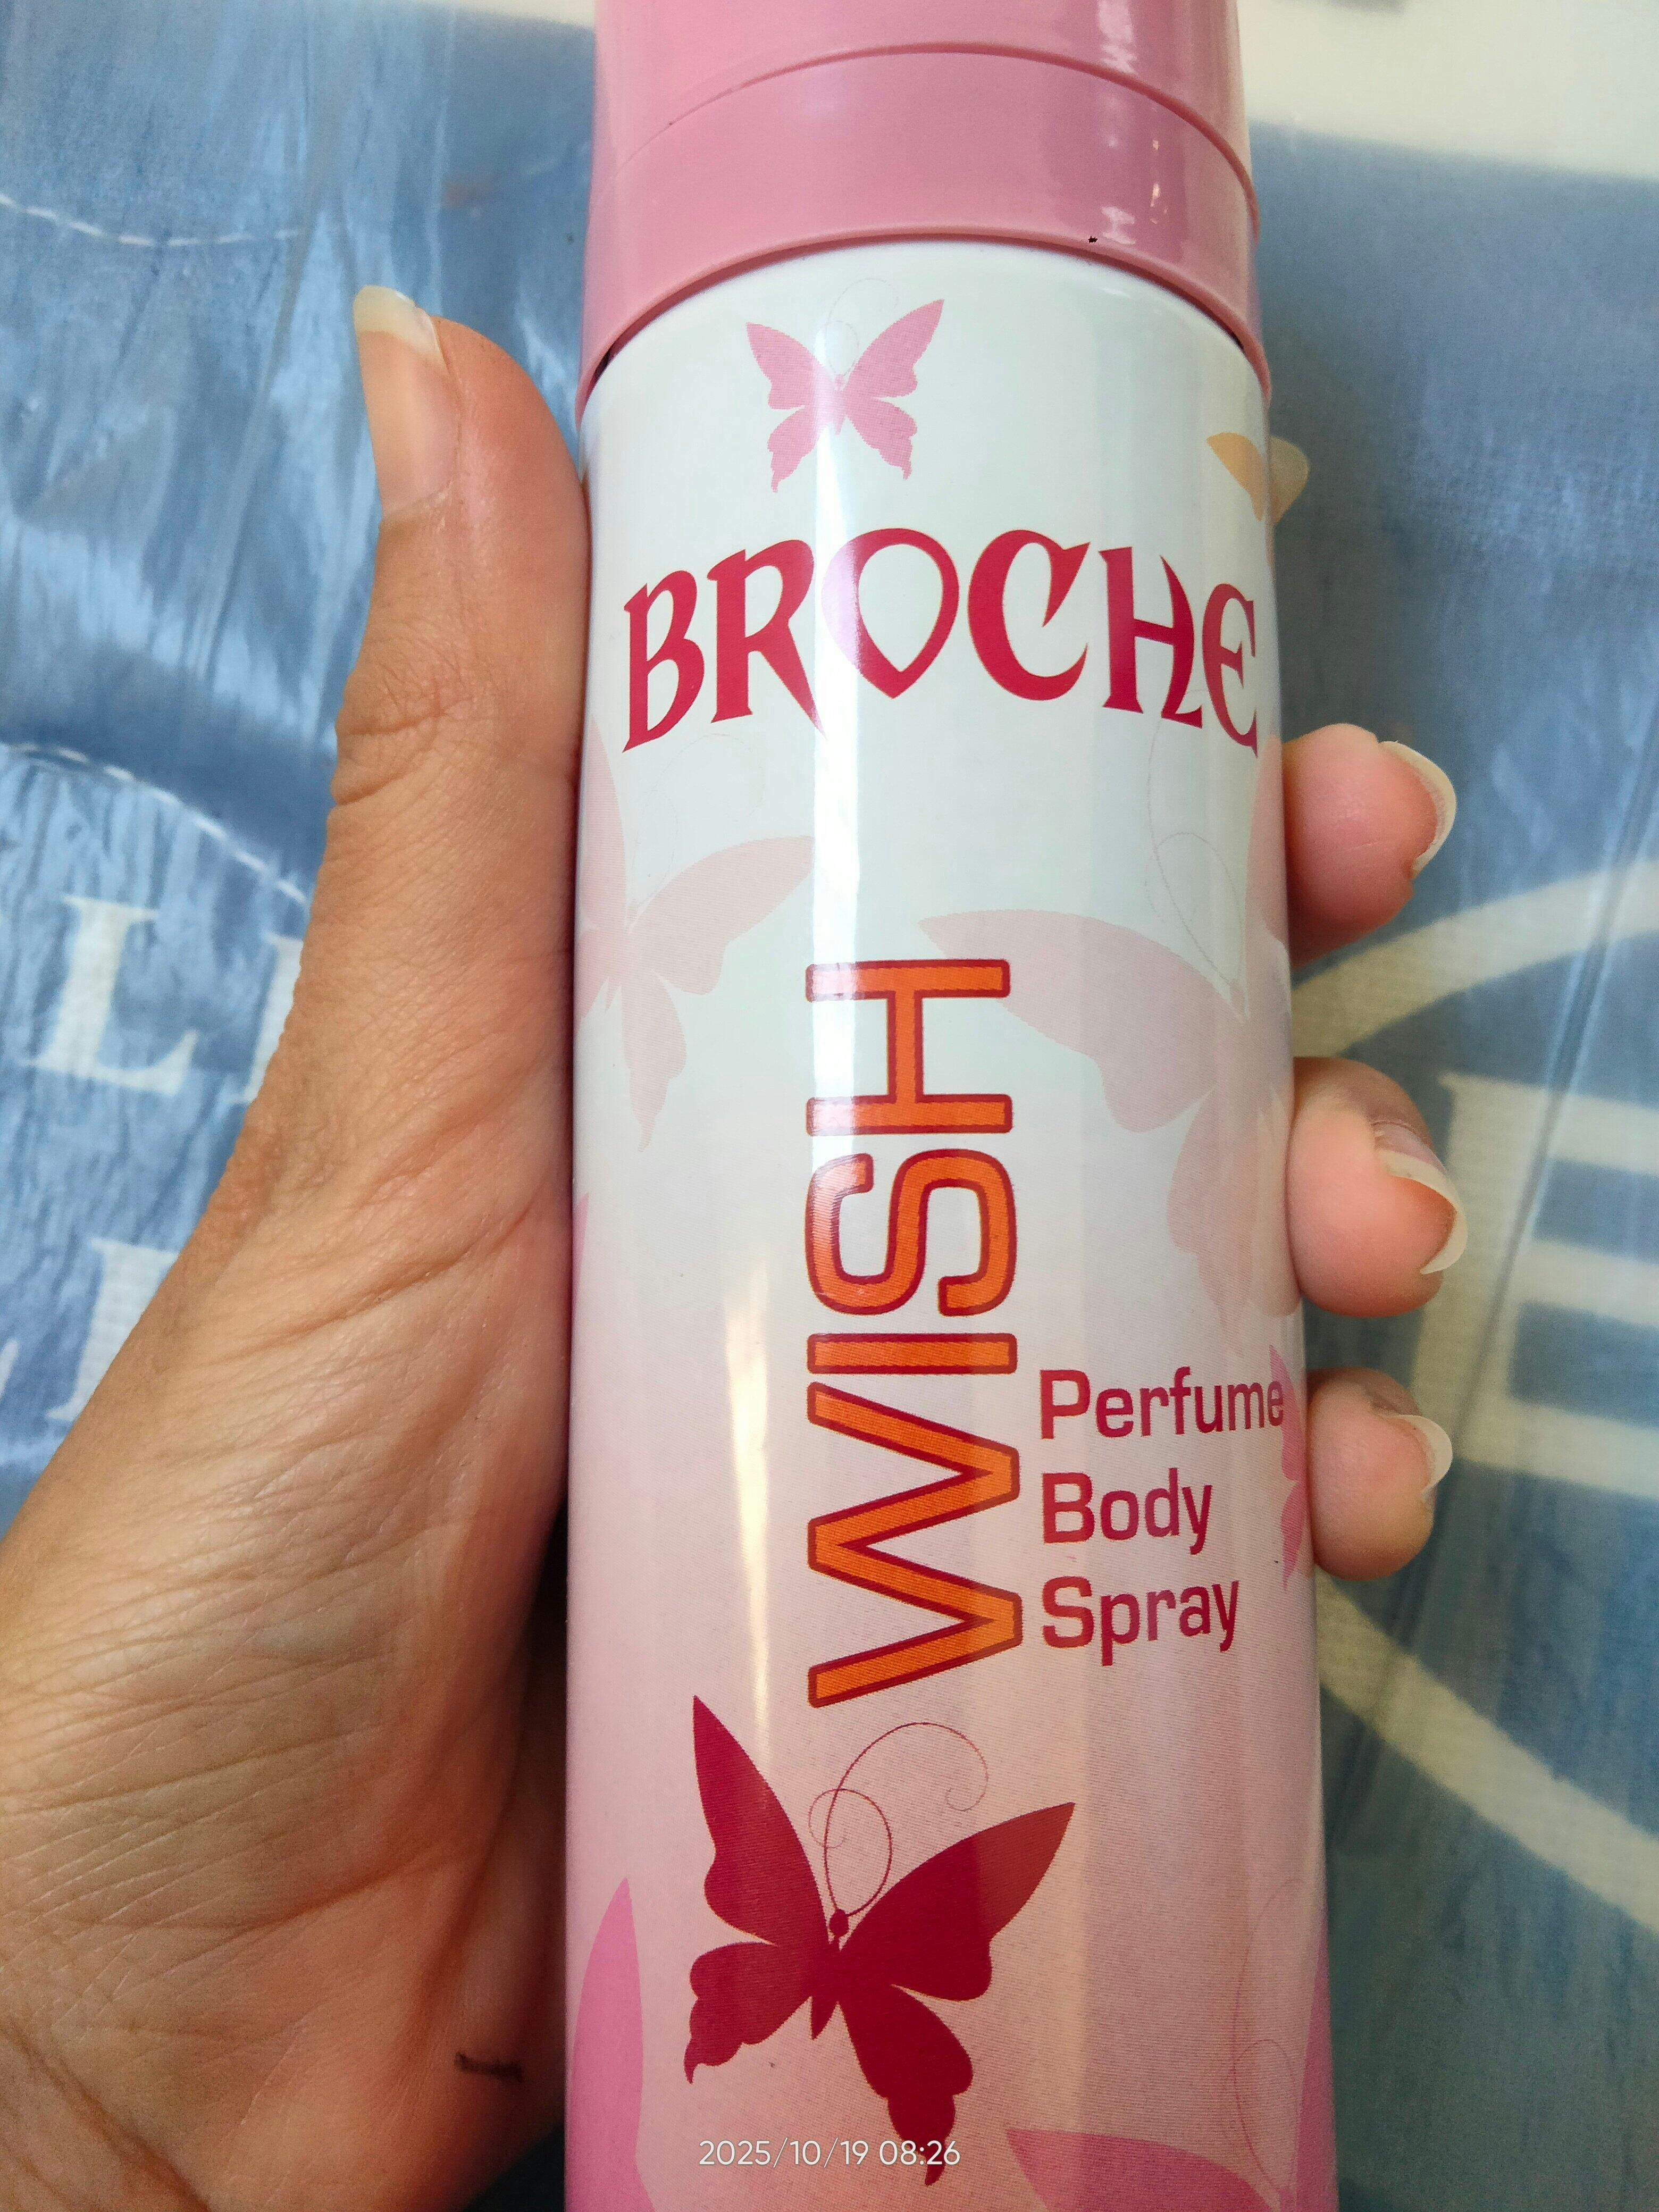 BROCHE
WISH
Perfume
Body
Spray
2025/10/19 08:26